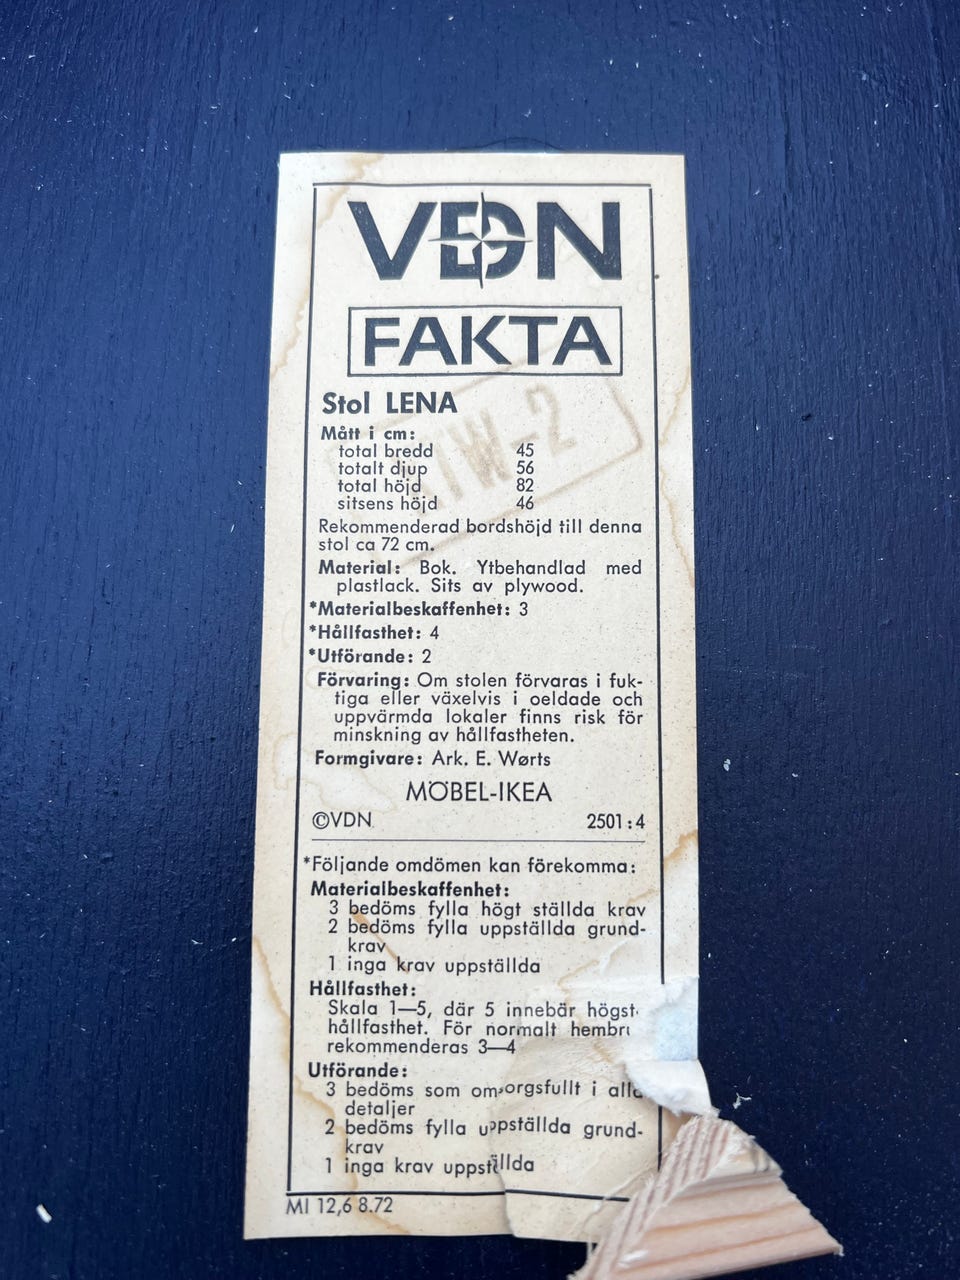 VDN
FAKTA
Stol LENA
Mått i cm:
total bredd 45
totalt djup 56
total höjd 82
sitsens höjd 46
Rekommenderad bordshöjd till denna
stol ca 72 cm.
Material: Bok. Ytbehandlad med
plastlack. Sits av plywood.
*Materialbeskaffenhet: 3
*Hållfasthet: 4
*Utförande: 2
Förvaring: Om stolen förvaras i fuk-
tiga eller växelvis i oeldade och
uppvärmda lokaler finns risk för
minskning av hållfastheten.
Formgivare: Ark. E. Wørts
MÖBEL-IKEA
©VDN 2501:4
*Följande omdömen kan förekomma:
Materialbeskaffenhet:
3 bedöms fylla högt ställda krav
2 bedöms fylla uppställda grund-
krav
1 inga krav uppställda
Hållfasthet:
Skala 1—5, där 5 innebär högst
hållfasthet. För normalt hembru
rekommenderas 3—4
Utförande:
3 bedöms som omsorgsfullt i alla
detaljer
2 bedöms fylla uppställda grund-
krav
1 inga krav uppställda
MI 12,6 8.72